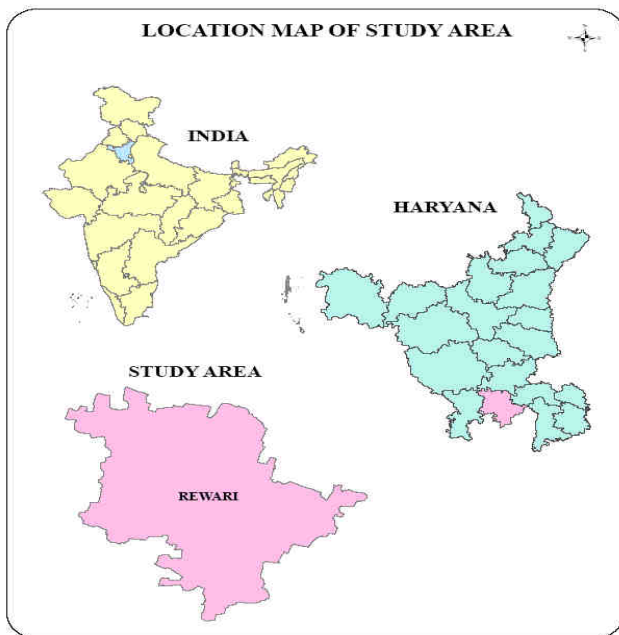 LOCATION MAP OF STUDY AREA
INDIA
HARYANA
STUDY AREA
REWARI